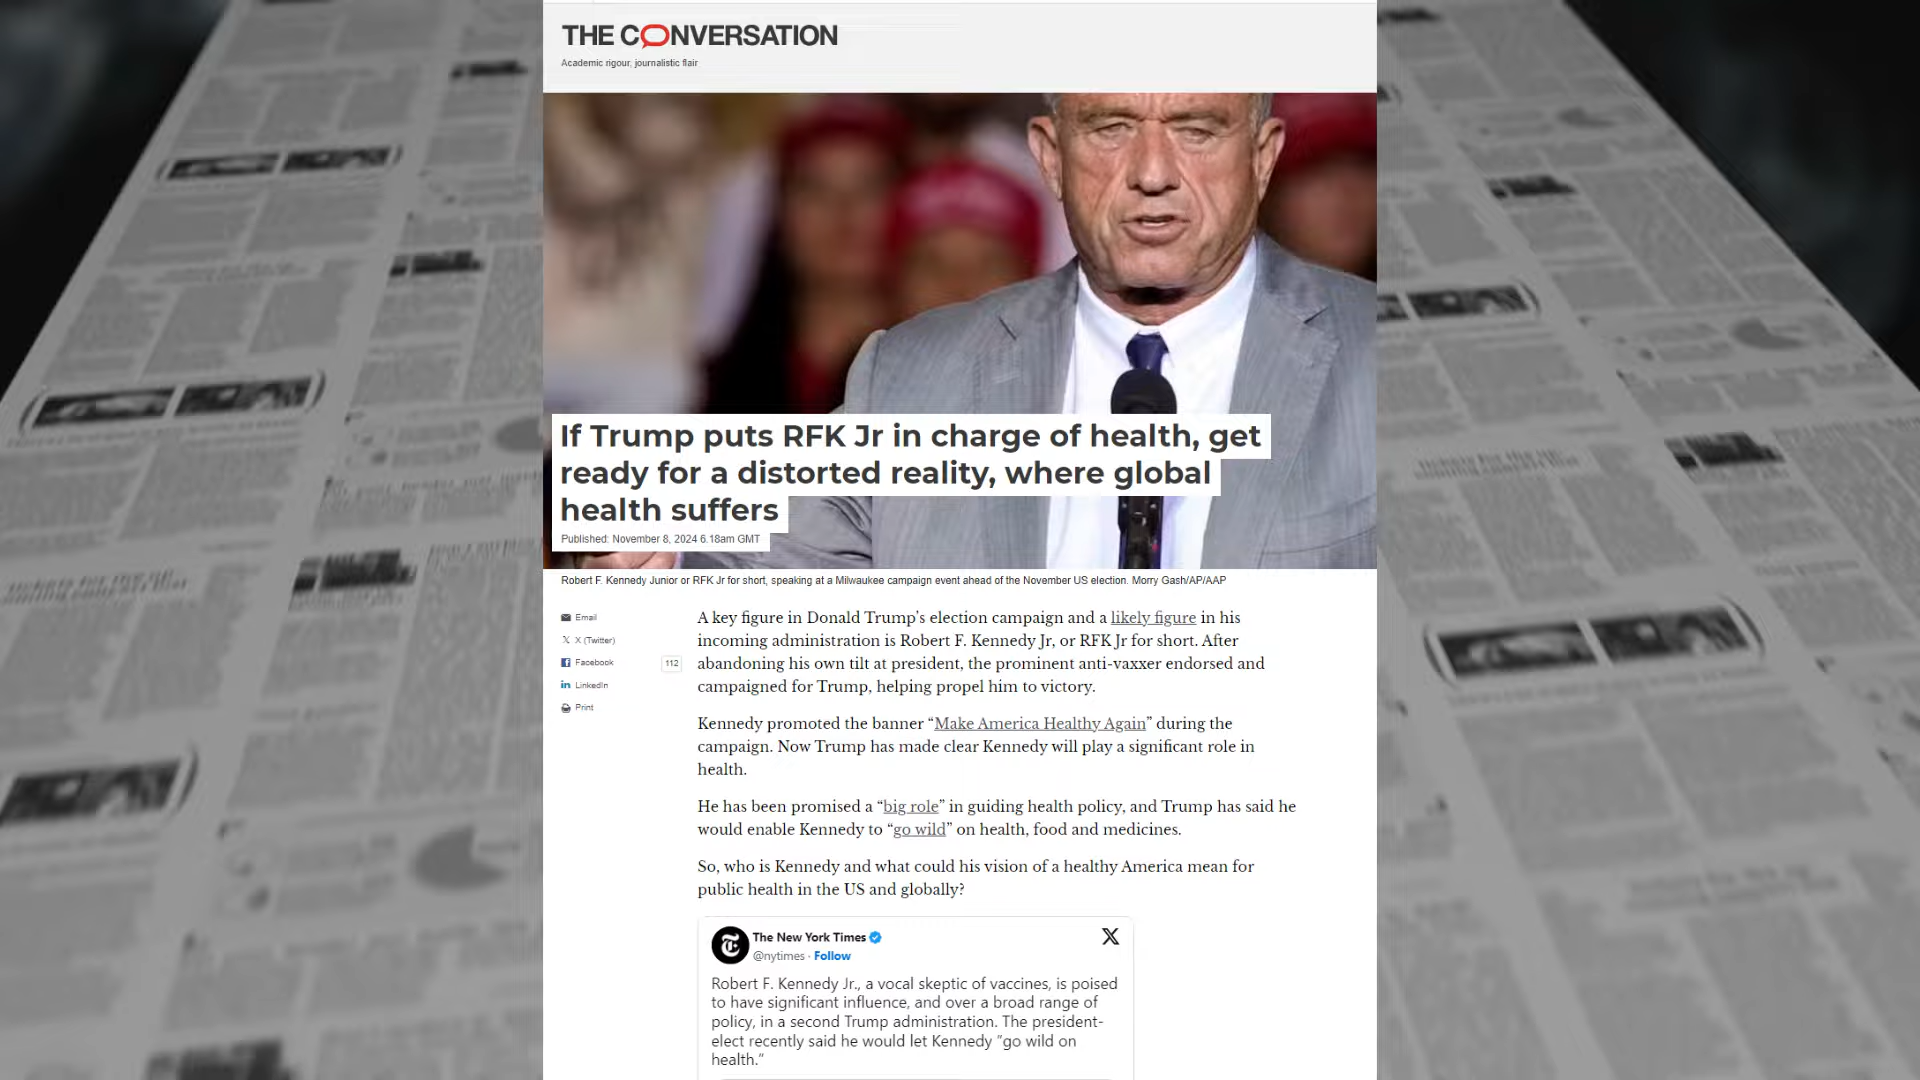 THE CONVERSATION
Academic rigour, journalistic flair
If Trump puts RFK Jr in charge of health, get
ready for a distorted reality, where global
health suffers
Published: November 8, 2024 6.18am GMT
Robert F. Kennedy Junior or RFK Jr for short, speaking at a Milwaukee campaign event ahead of the November US election. Morry Gash/AP/AAP
Email
X (Twitter)
Facebook
112
LinkedIn
Print
A key figure in Donald Trump’s election campaign and a likely figure in his
incoming administration is Robert F. Kennedy Jr, or RFK Jr for short. After
abandoning his own tilt at president, the prominent anti-vaxxer endorsed and
campaigned for Trump, helping propel him to victory.
Kennedy promoted the banner “Make America Healthy Again” during the
campaign. Now Trump has made clear Kennedy will play a significant role in
health.
He has been promised a “big role” in guiding health policy, and Trump has said he
would enable Kennedy to “go wild” on health, food and medicines.
So, who is Kennedy and what could his vision of a healthy America mean for
public health in the US and globally?
The New York Times
@nytimes · Follow
Robert F. Kennedy Jr., a vocal skeptic of vaccines, is poised
to have significant influence, and over a broad range of
policy, in a second Trump administration. The president-
elect recently said he would let Kennedy “go wild on
health.”